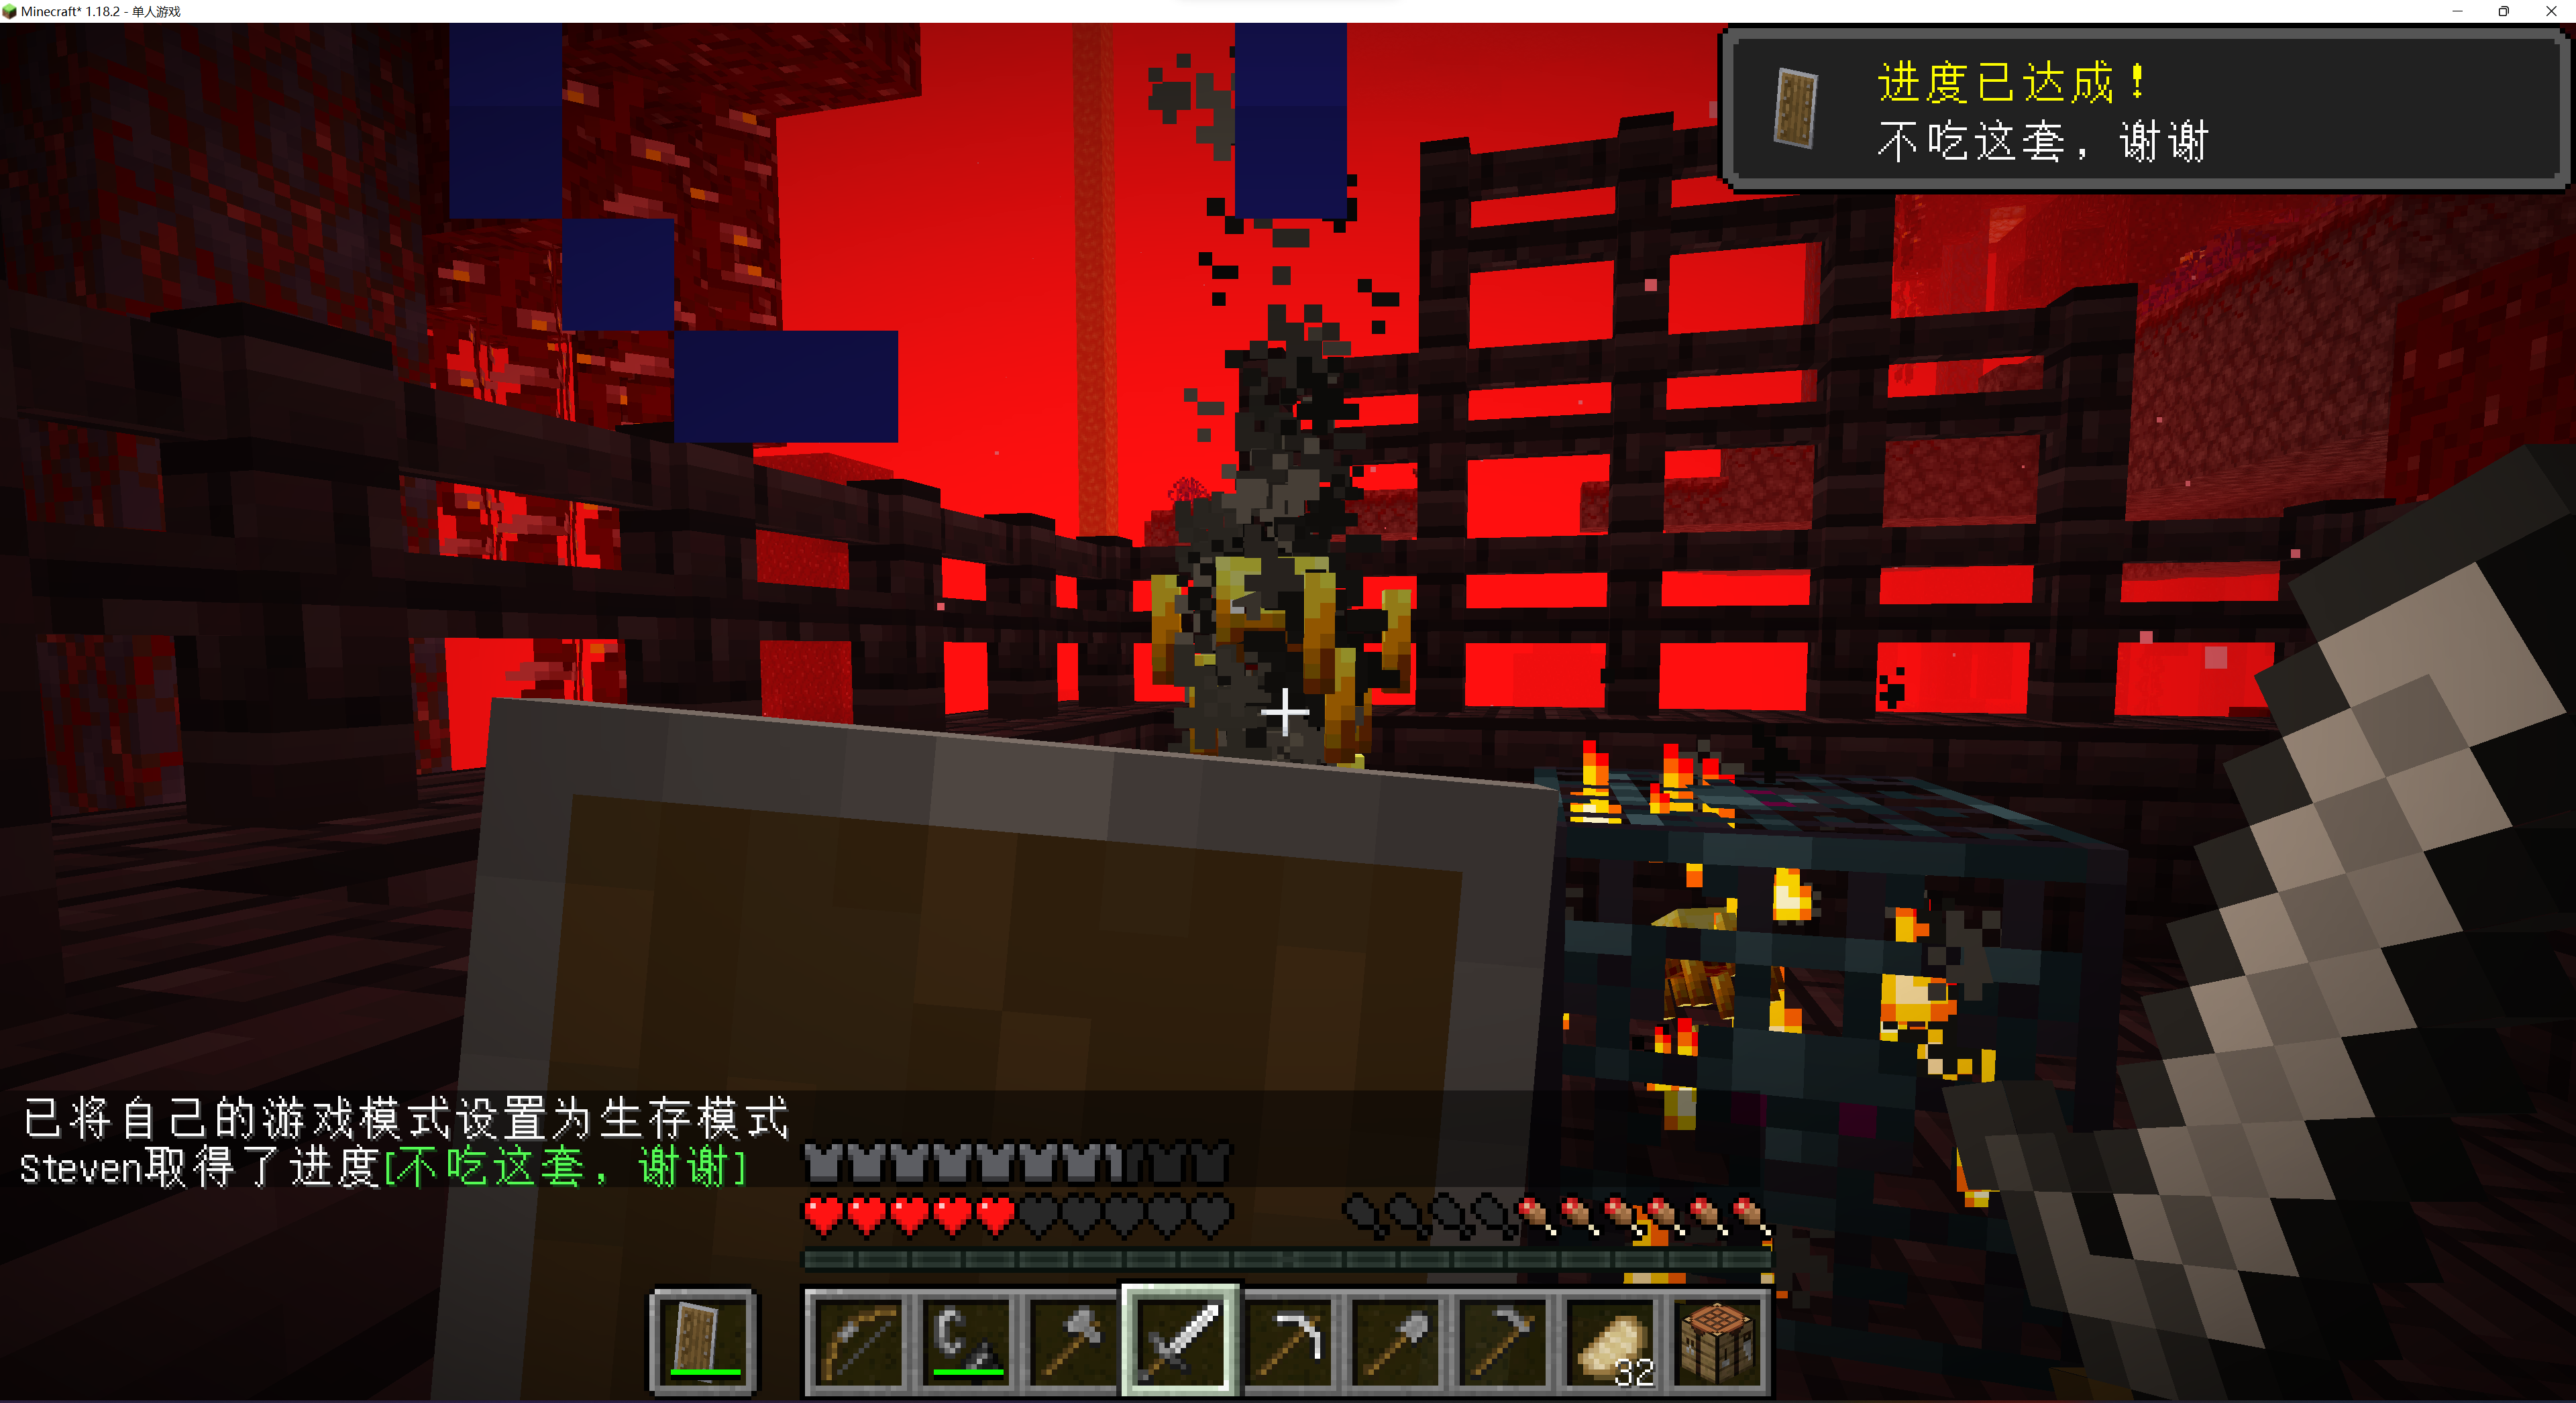 Minecraft* 1.18.2 - 单人游戏
进度已达成！
不吃这套，谢谢
已将自己的游戏模式设置为生存模式
Steven取得了进度[不吃这套，谢谢]
32